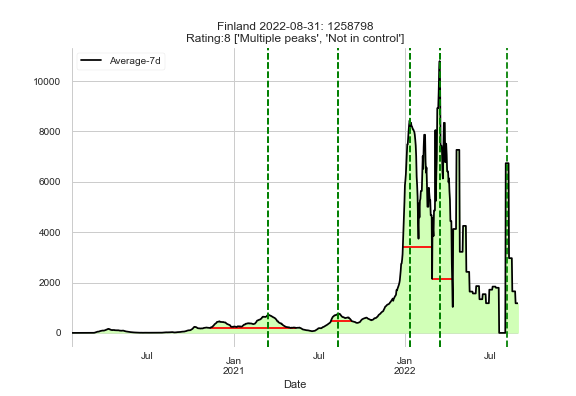 Finland 2022-08-31: 1258798
Rating:8 ['Multiple peaks', 'Not in control']
Average-7d
10000
8000
6000
4000
2000
0
Jul
Jan
2021
Jul
Jan
2022
Jul
Date